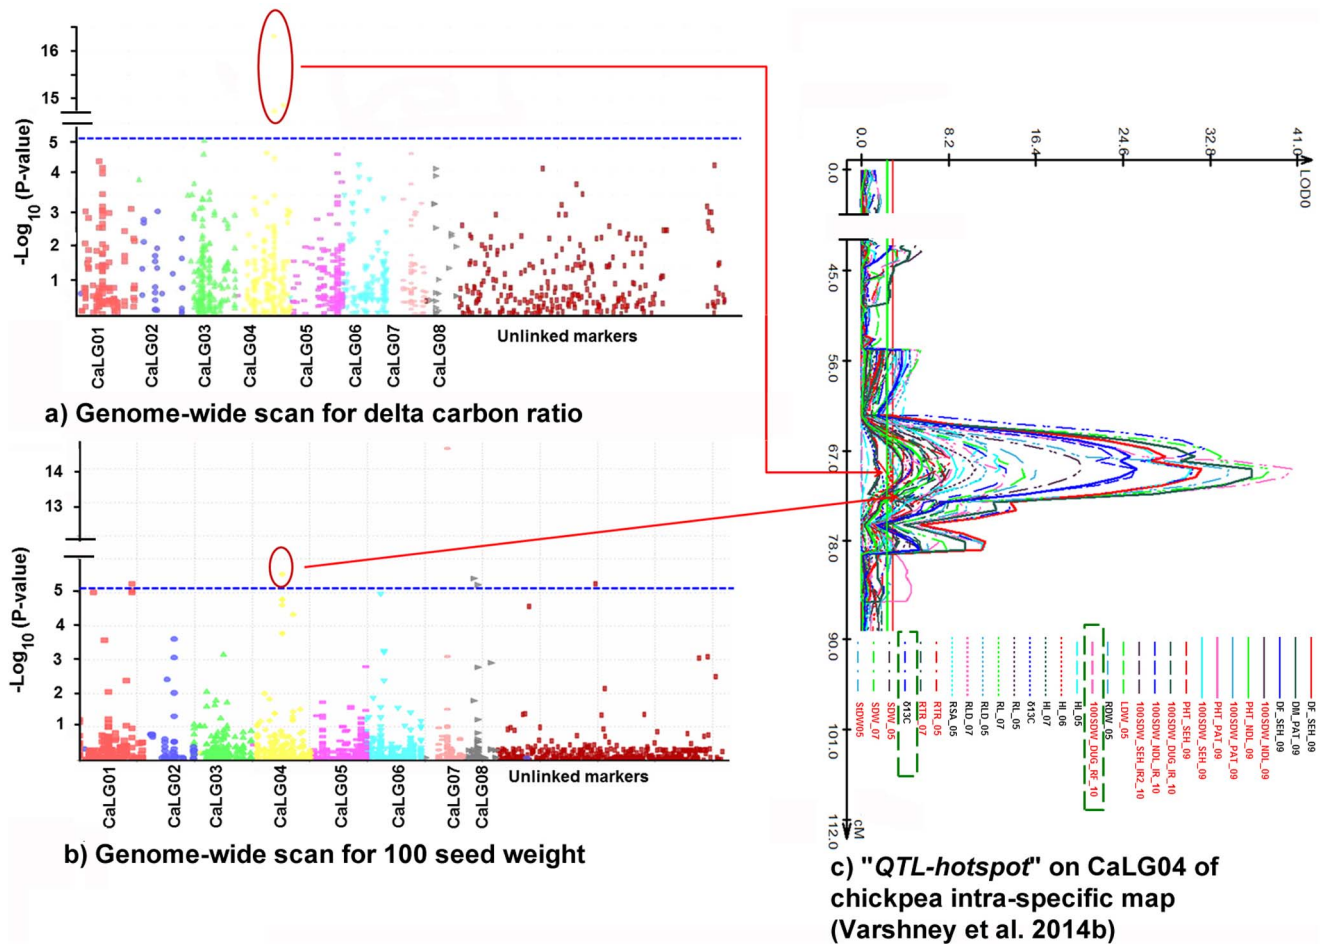 16
15
5
4
3
2
1
-Log10 (P-value)
CaLG01
CaLG02
CaLG03
CaLG04
CaLG05
CaLG06
CaLG07
CaLG08
Unlinked markers
a) Genome-wide scan for delta carbon ratio
14
13
5
4
3
2
1
-Log10 (P-value)
CaLG01
CaLG02
CaLG03
CaLG04
CaLG05
CaLG06
CaLG07
CaLG08
Unlinked markers
b) Genome-wide scan for 100 seed weight
0.0
8.2
16.4
24.6
32.8
41.0
LOD0
0.0
45.0
56.0
67.0
78.0
90.0
101.0
112.0
cM
SDW_07
SDW_05
δ13C
RTR_07
RTR_05
RSA_05
RLD_07
RLD_05
RL_07
RL_05
δ13C
HI_07
HI_06
HI_05
100SDW_DUG_RF_10
RDW_05
LDW_05
100SDW_SEH_IR2_10
100SDW_NDL_IR_10
100SDW_DUG_IR_10
PHT_SEH_09
100SDW_SEH_09
PHT_PAT_09
100SDW_PAT_09
PHT_NDL_09
100SDW_NDL_09
DF_SEH_09
DM_PAT_09
DF_SEH_09
c) "QTL-hotspot" on CaLG04 of
chickpea intra-specific map
(Varshney et al. 2014b)